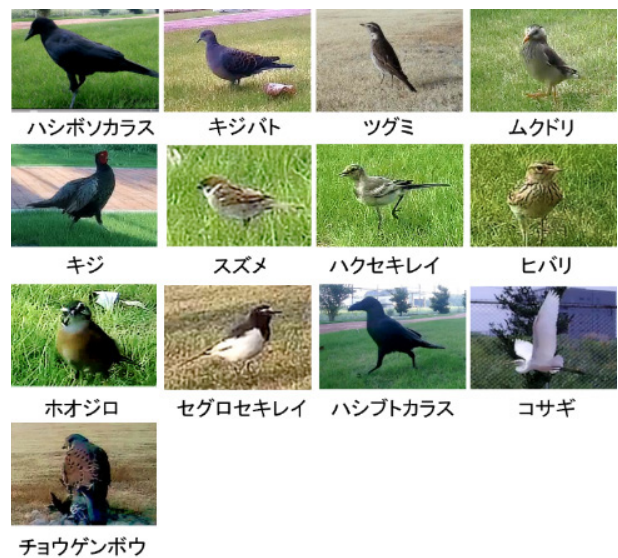 ハシボソカラス キジバト ツグミ ムクドリ
キジ スズメ ハクセキレイ ヒバリ
ホオジロ セグロセキレイ ハシブトカラス コサギ
チョウゲンボウ